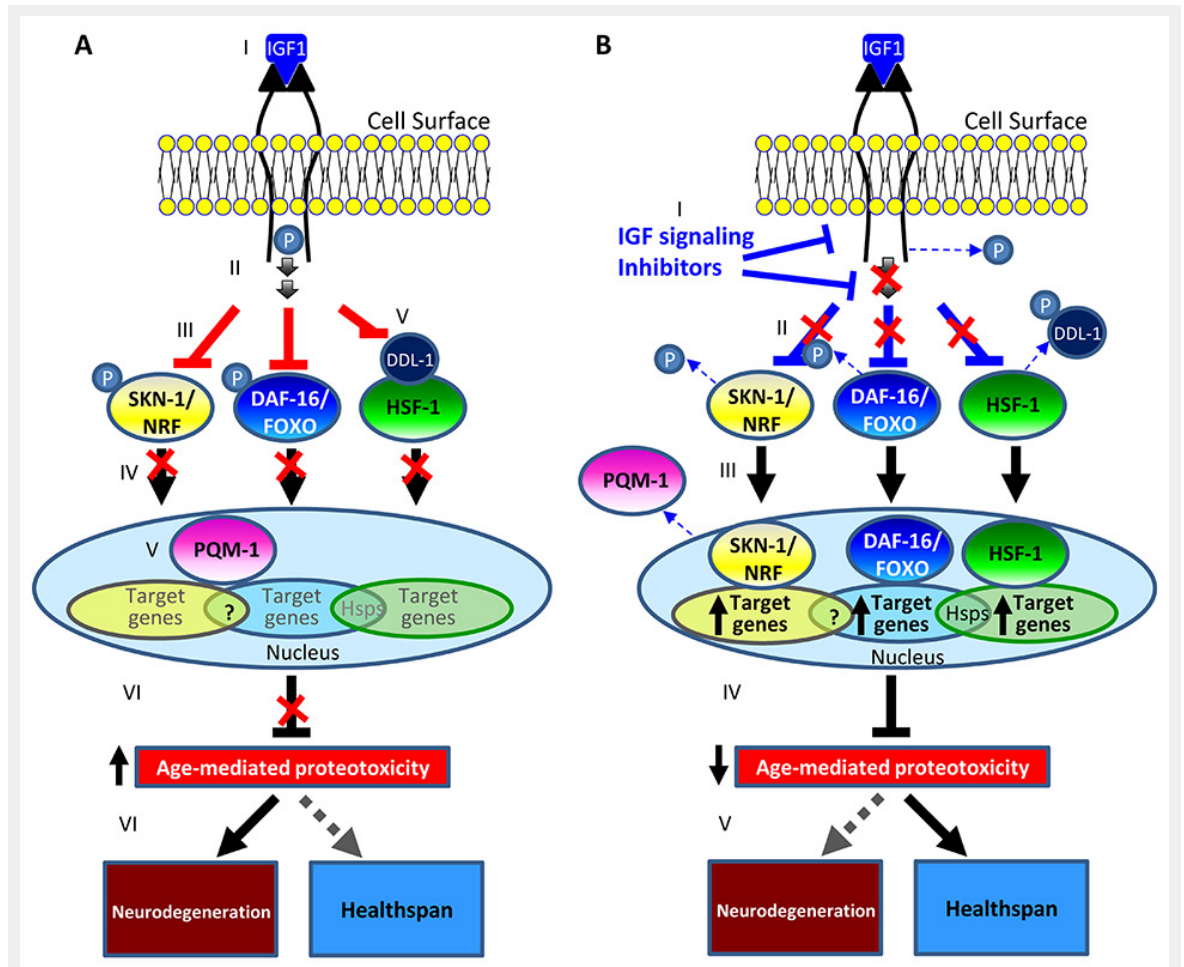 A
I
IGF1
Cell Surface
P
II
III
V
DDL-1
P
P
SKN-1/
NRF
DAF-16/
FOXO
HSF-1
IV
V
PQM-1
Target
genes
?
Target
genes
Hsps
Target
genes
Nucleus
VI
Age-mediated proteotoxicity
VI
Neurodegeneration
Healthspan
B
IGF1
Cell Surface
I
IGF signaling
Inhibitors
P
II
P
P
P
DDL-1
SKN-1/
NRF
DAF-16/
FOXO
HSF-1
III
PQM-1
SKN-1/
NRF
DAF-16/
FOXO
HSF-1
Target
genes
?
Target
genes
Hsps
Target
genes
Nucleus
IV
Age-mediated proteotoxicity
V
Neurodegeneration
Healthspan